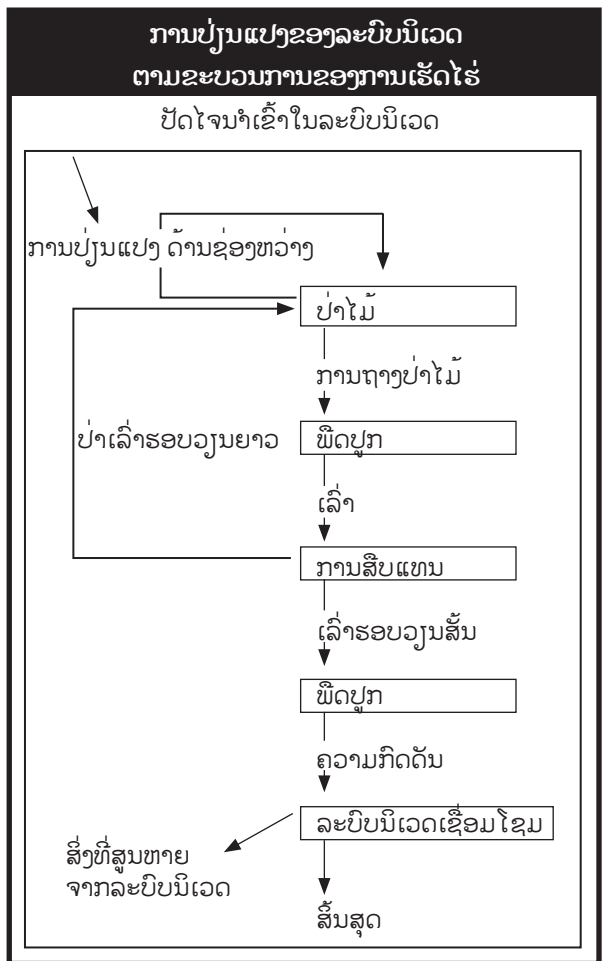 ການປ່ຽນແປງຂອງລະບົບນິເວດ
ຕາມຂະບວນການຂອງການເຮັດໄຮ່
ປັດໄຈນຳເຂົ້າໃນລະບົບນິເວດ
ການປ່ຽນແປງ ດ້ານຊ່ອງຫວ່າງ
ປ່າໄມ້
ການຖາງປ່າໄມ້
ປ່າເລົ່າຮອບວຽນຍາວ
ພືດປູກ
ເລົ່າ
ການສືບແທນ
ເລົ່າຮອບວຽນສັ້ນ
ພືດປູກ
ຄວາມກົດດັນ
ລະບົບນິເວດເຊື່ອມໂຊມ
ສິ່ງທີ່ສູນຫາຍ
ຈາກລະບົບນິເວດ
ສິ້ນສຸດ